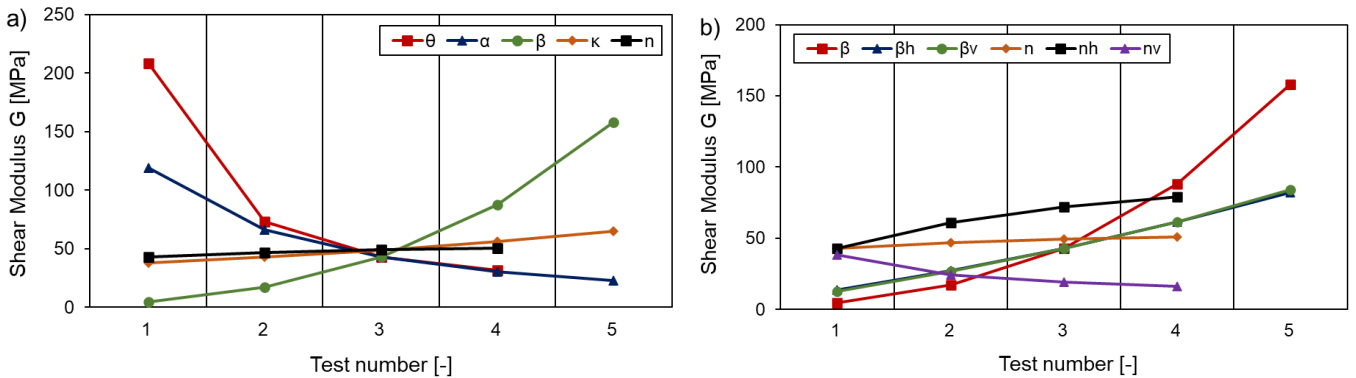 a)
250
200
150
100
50
0
Shear Modulus G [MPa]
θ α β κ n
1 2 3 4 5
Test number [-]
b)
200
150
100
50
0
Shear Modulus G [MPa]
β βh βv n nh nv
1 2 3 4 5
Test number [-]